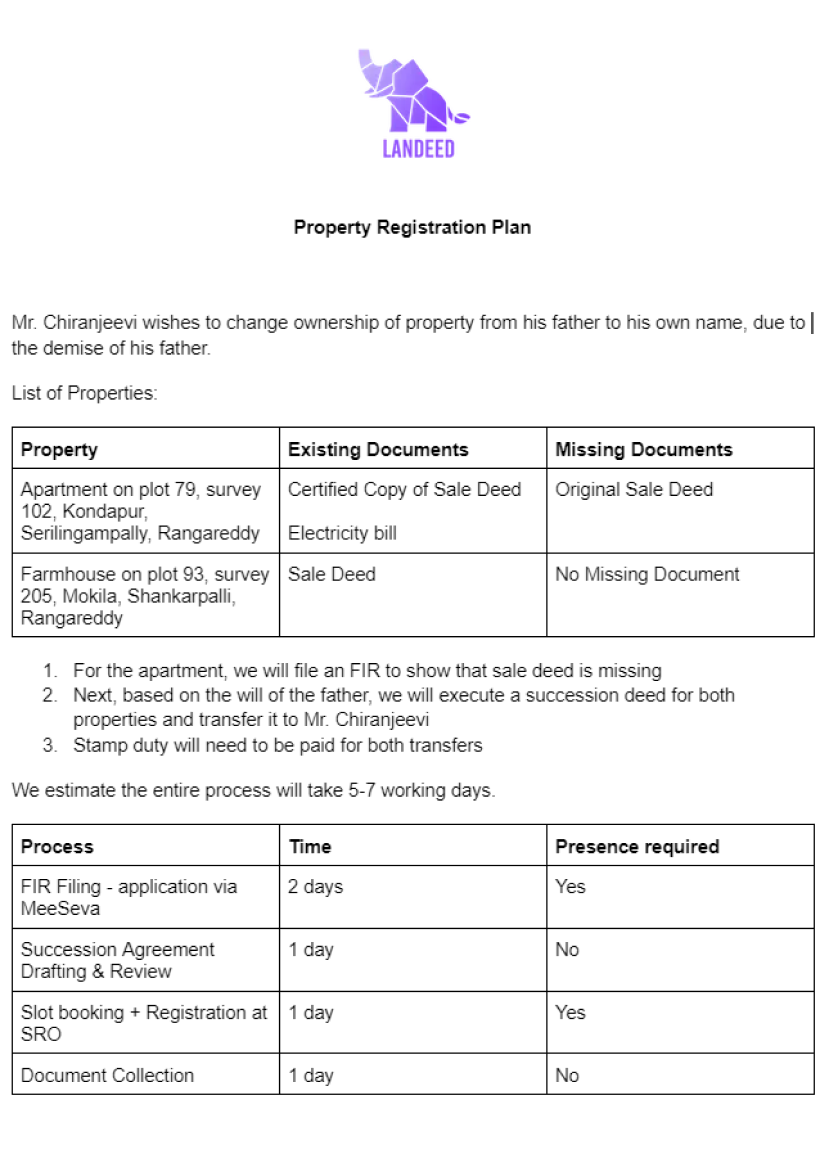 LANDEED
Property Registration Plan
Mr. Chiranjeevi wishes to change ownership of property from his father to his own name, due to
the demise of his father.
List of Properties:
Property Existing Documents Missing Documents
Apartment on plot 79, survey
102, Kondapur,
Serilingampally, Rangareddy
Certified Copy of Sale Deed
Electricity bill
Original Sale Deed
Farmhouse on plot 93, survey
205, Mokila, Shankarpalli,
Rangareddy
Sale Deed
No Missing Document
1. For the apartment, we will file an FIR to show that sale deed is missing
2. Next, based on the will of the father, we will execute a succession deed for both
properties and transfer it to Mr. Chiranjeevi
3. Stamp duty will need to be paid for both transfers
We estimate the entire process will take 5-7 working days.
Process Time Presence required
FIR Filing - application via
MeeSeva
2 days
Yes
Succession Agreement
Drafting & Review
1 day
No
Slot booking + Registration at
SRO
1 day
Yes
Document Collection 1 day No